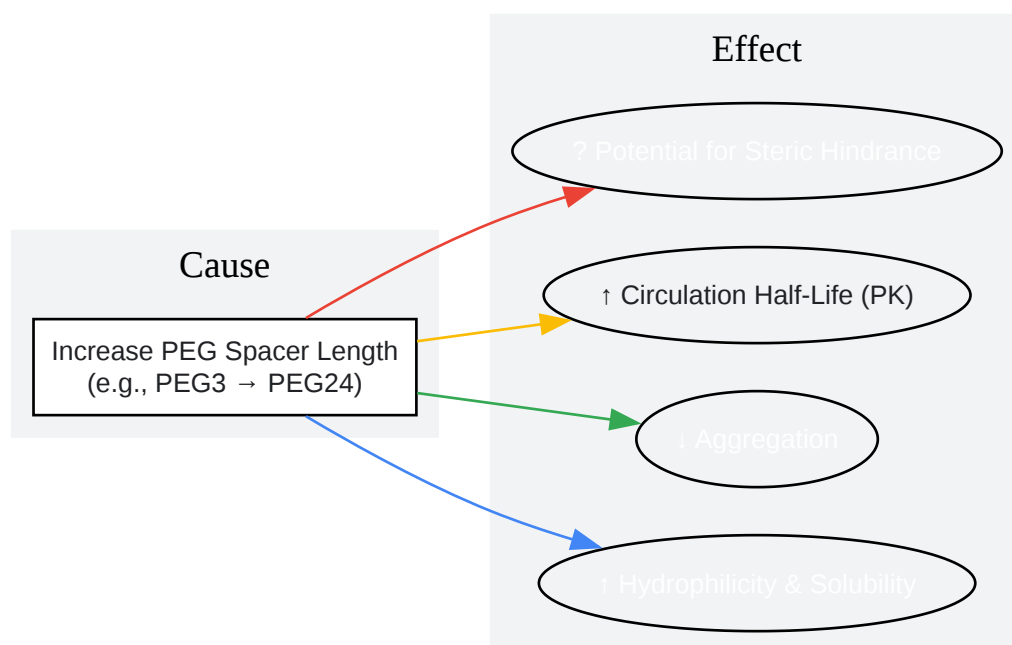 Effect
? Potential for Steric Hindrance
Cause
↑ Circulation Half-Life (PK)
Increase PEG Spacer Length
(e.g., PEG3 → PEG24)
↓ Aggregation
↑ Hydrophilicity & Solubility